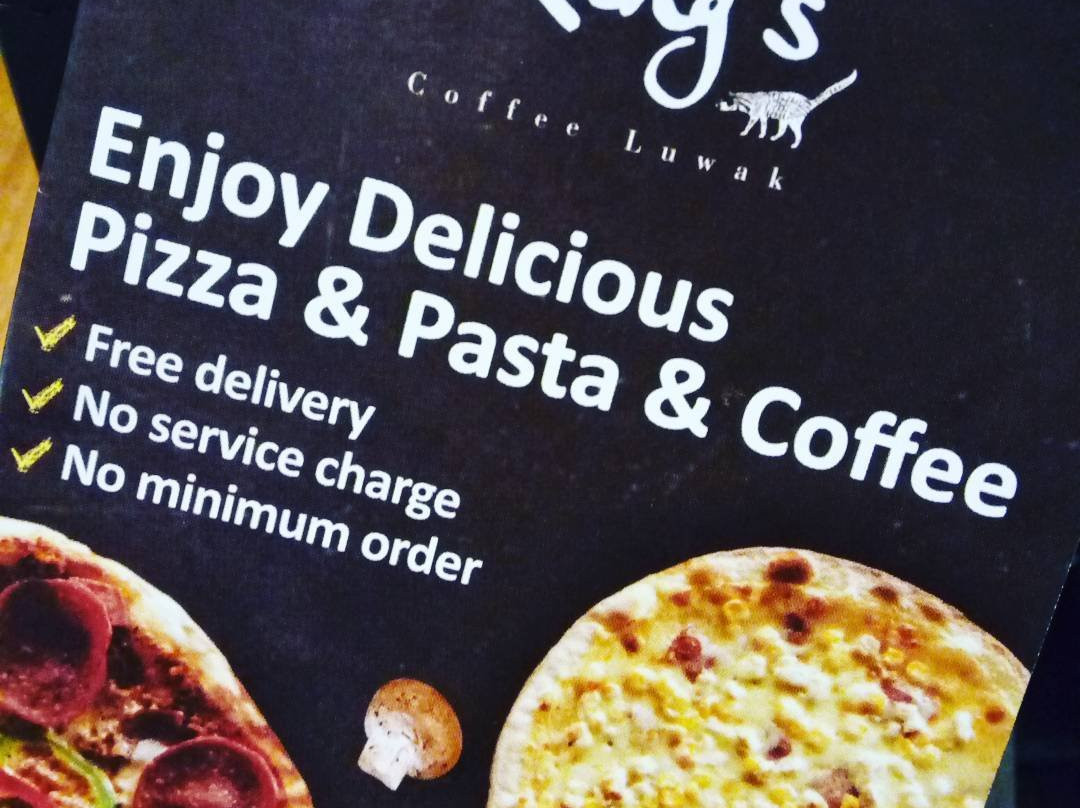 Coffee Luwak
Enjoy Delicious
Pizza & Pasta & Coffee
Free delivery
No service charge
No minimum order